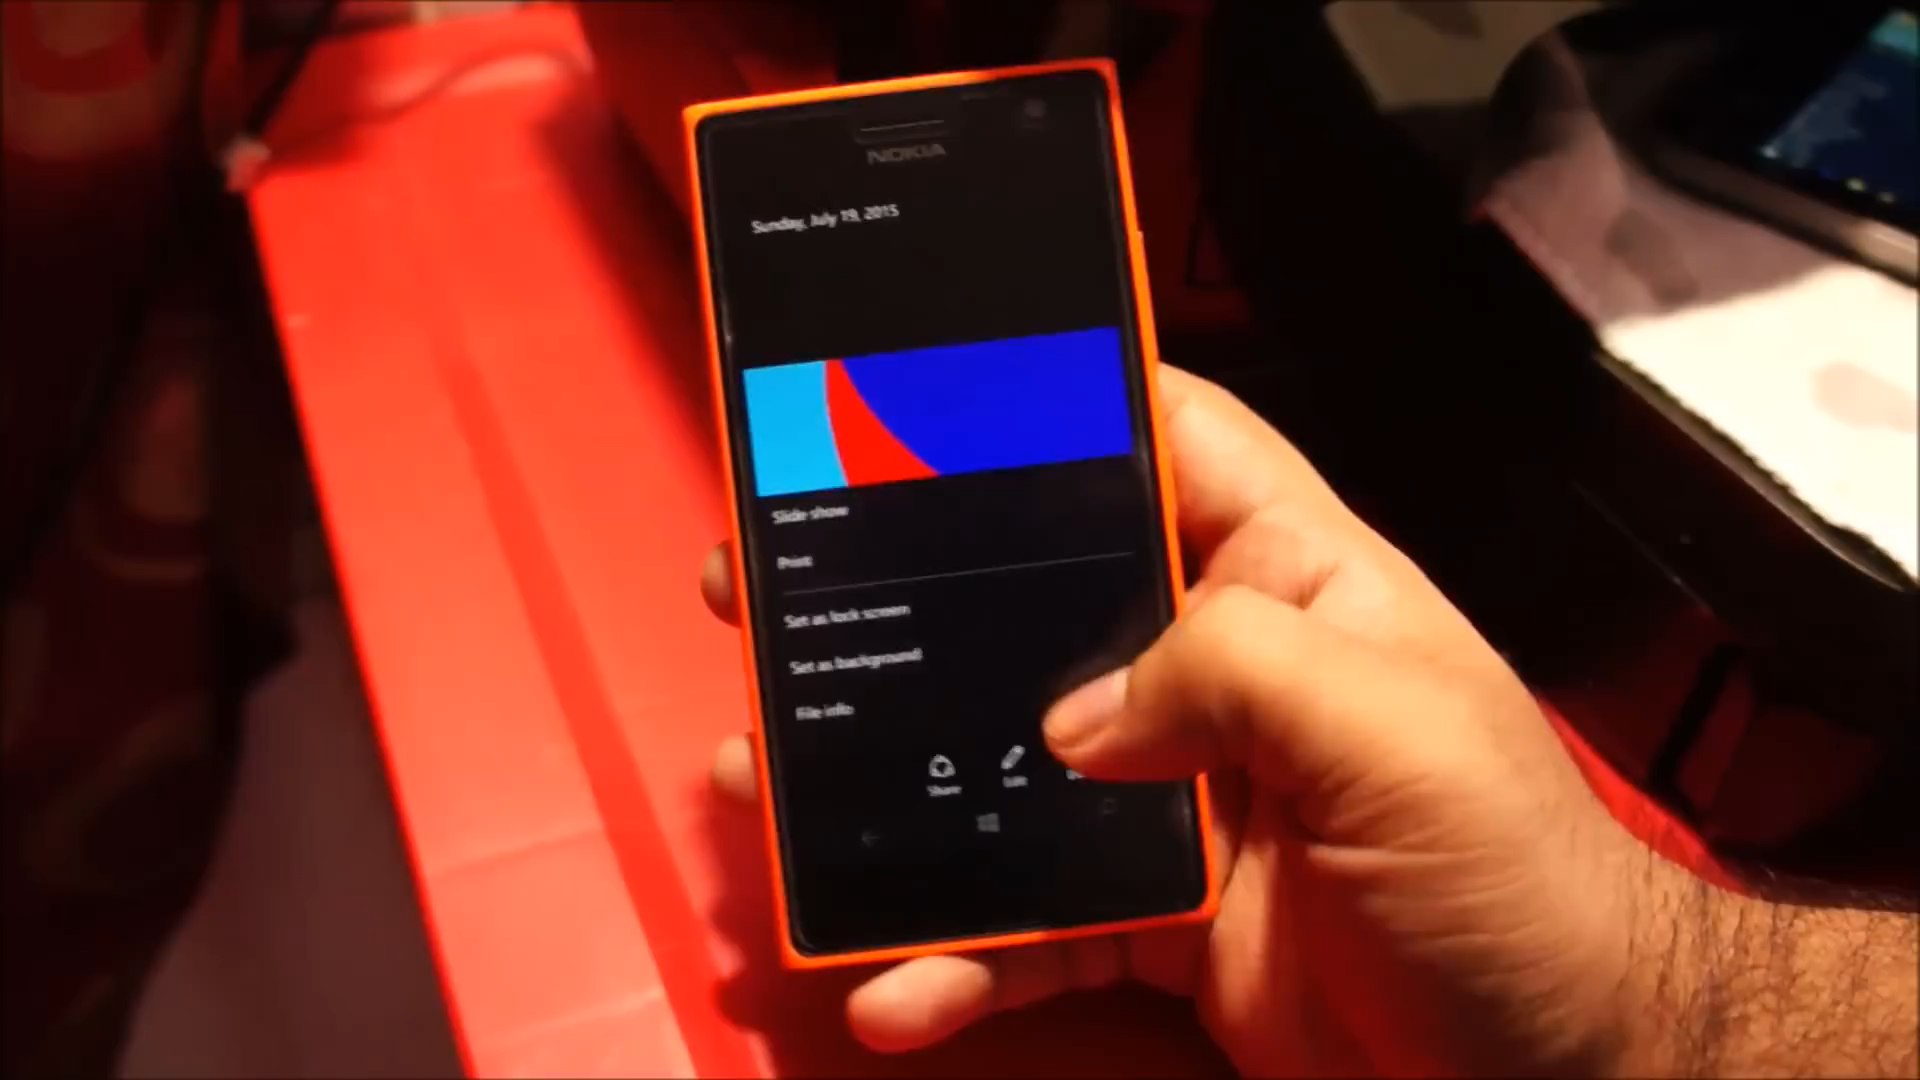 NOKIA
Sunday, July 19, 2015
Slide show
Print
Set as lock screen
Set as background
File info
Share
Edit